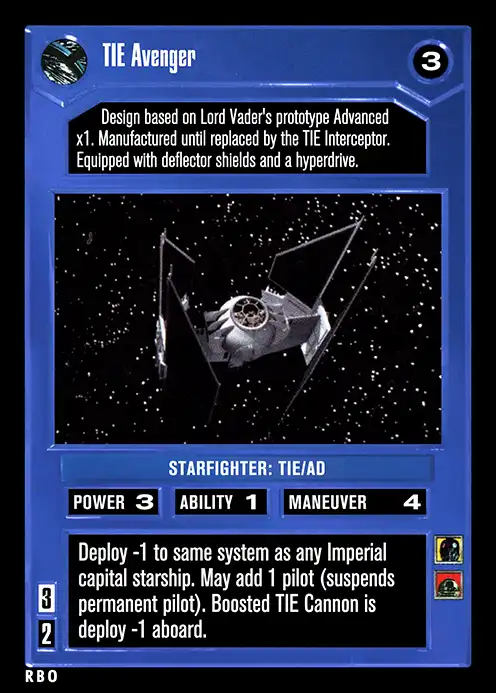 TIE Avenger
3
Design based on Lord Vader's prototype Advanced
x1. Manufactured until replaced by the TIE Interceptor.
Equipped with deflector shields and a hyperdrive.
STARFIGHTER: TIE/AD
POWER 3 ABILITY 1 MANEUVER 4
Deploy -1 to same system as any Imperial
capital starship. May add 1 pilot (suspends
permanent pilot). Boosted TIE Cannon is
deploy -1 aboard.
3
2
RBO